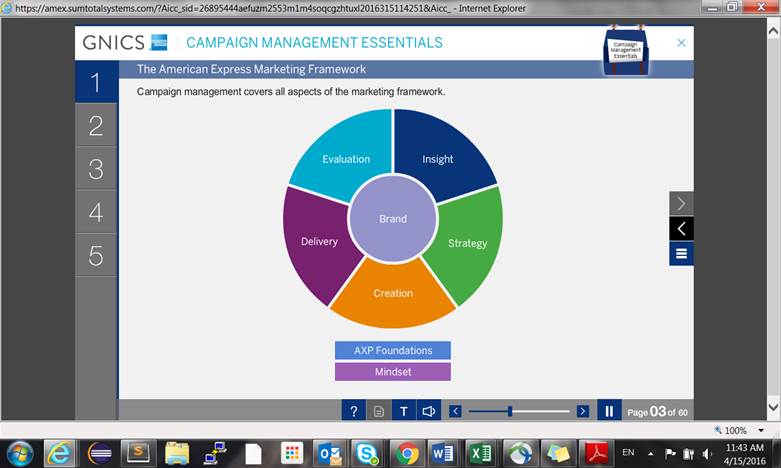 https://amex.sumtotalsystems.com/?Aicc_sid=26895444aefuzm2553m1m4soqcgzhtuxl2016315114251&Aicc_ - Internet Explorer
GNICS
CAMPAIGN MANAGEMENT ESSENTIALS
Campaign
Management
Essentials
1
2
3
4
5
The American Express Marketing Framework
Campaign management covers all aspects of the marketing framework.
Evaluation
Insight
Brand
Delivery
Strategy
Creation
AXP Foundations
Mindset
? T
Page 03 of 60
100%
EN
11:43 AM
4/15/2016